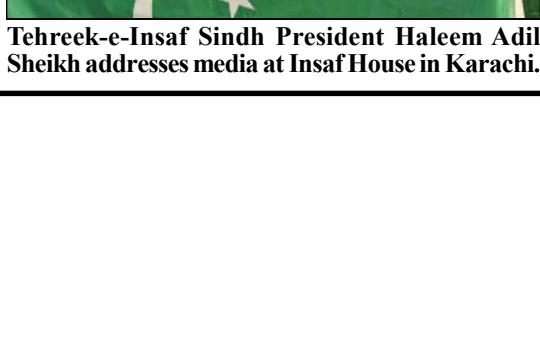 Tehreek-e-Insaf Sindh President Haleem Adil
Sheikh addresses media at Insaf House in Karachi.